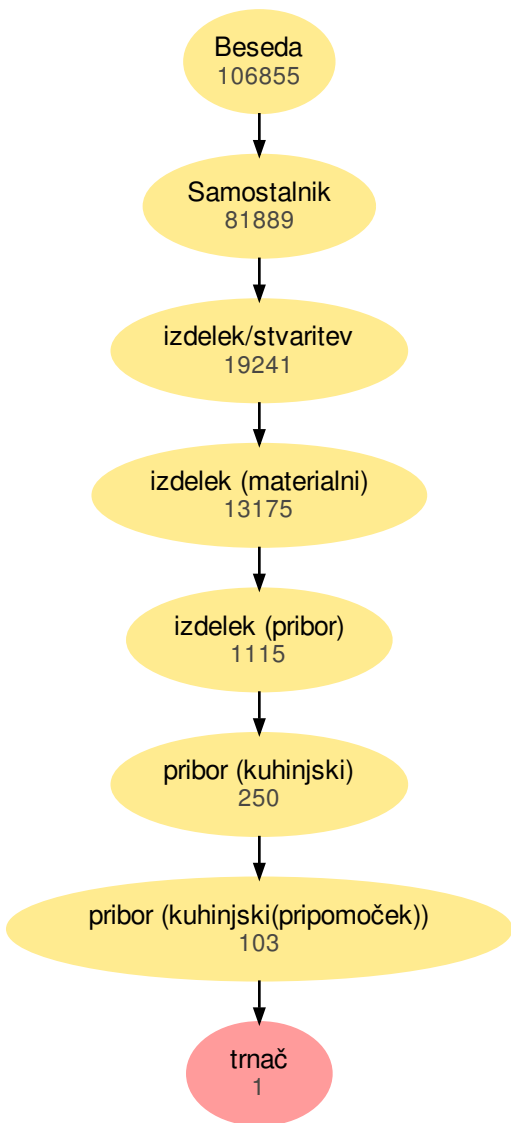 Beseda
106855
Samostalnik
81889
izdelek/stvaritev
19241
izdelek (materialni)
13175
izdelek (pribor)
1115
pribor (kuhinjski)
250
pribor (kuhinjski(pripomoček))
103
trnač
1